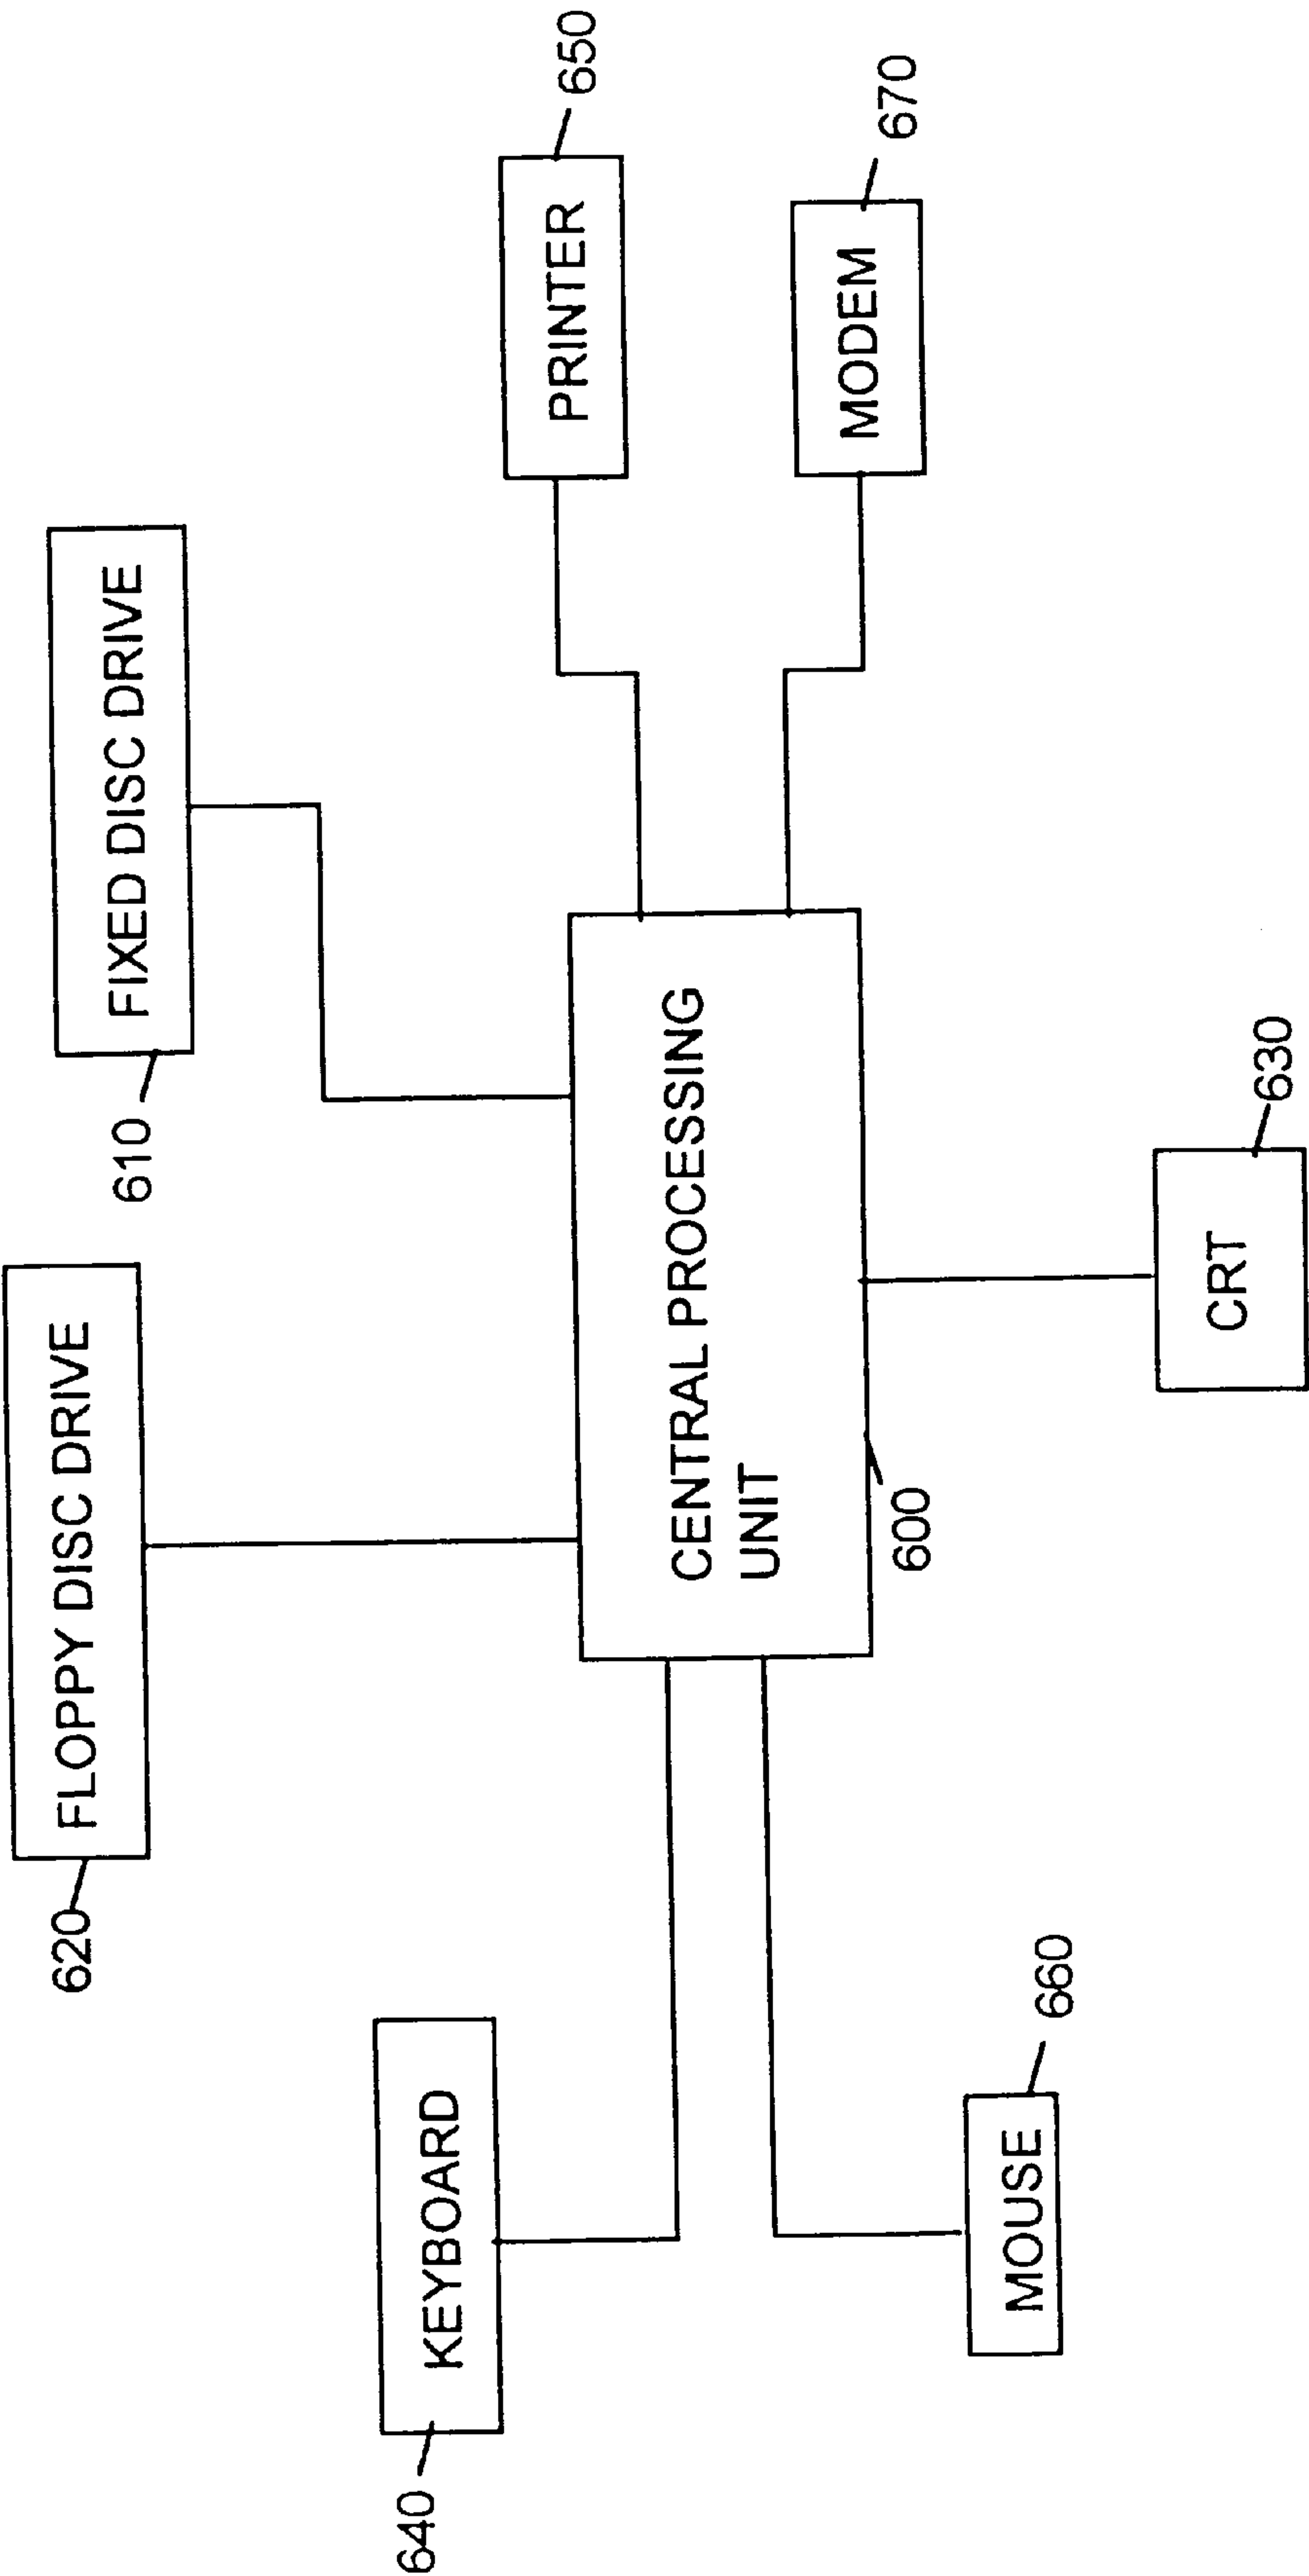 620
FLOPPY DISC DRIVE
610
FIXED DISC DRIVE
640
KEYBOARD
PRINTER
650
CENTRAL PROCESSING
UNIT
600
MODEM
670
MOUSE
660
CRT
630